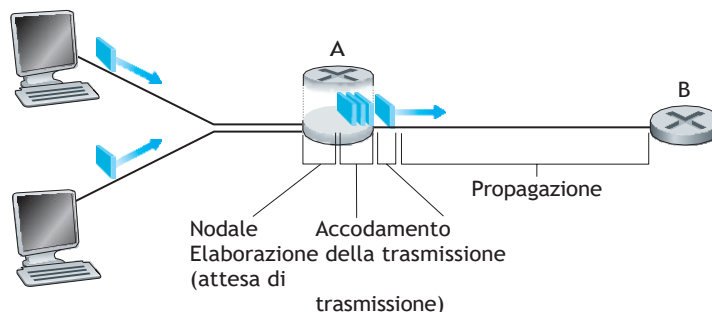 A
B
Propagazione
Nodale Accodamento
Elaborazione della trasmissione
(attesa di
trasmissione)